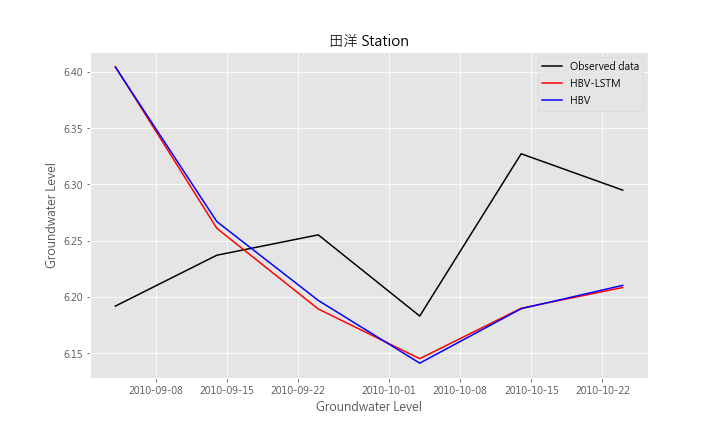 田洋 Station
Observed data
HBV-LSTM
HBV
Groundwater Level
6.40
6.35
6.30
6.25
6.20
6.15
2010-09-08
2010-09-15
2010-09-22
2010-10-01
2010-10-08
2010-10-15
2010-10-22
Groundwater Level